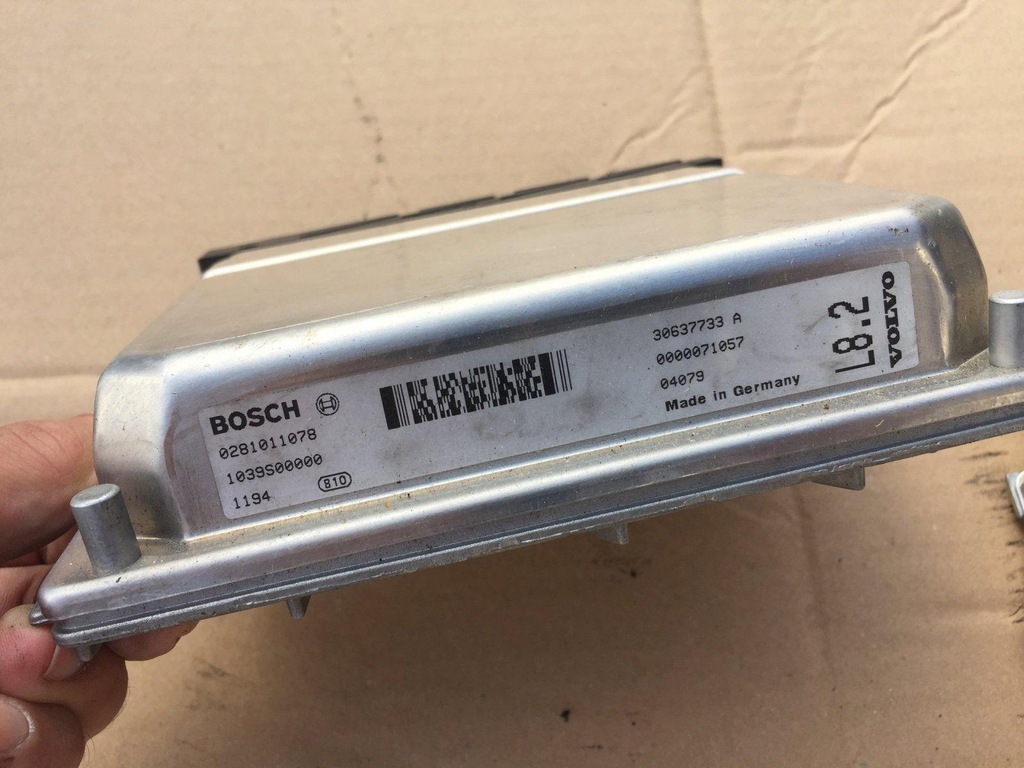 BOSCH
0281011078
1039S00000
1194 810
30637733 A
0000071057
04079
Made in Germany
L8.2
VOLVO